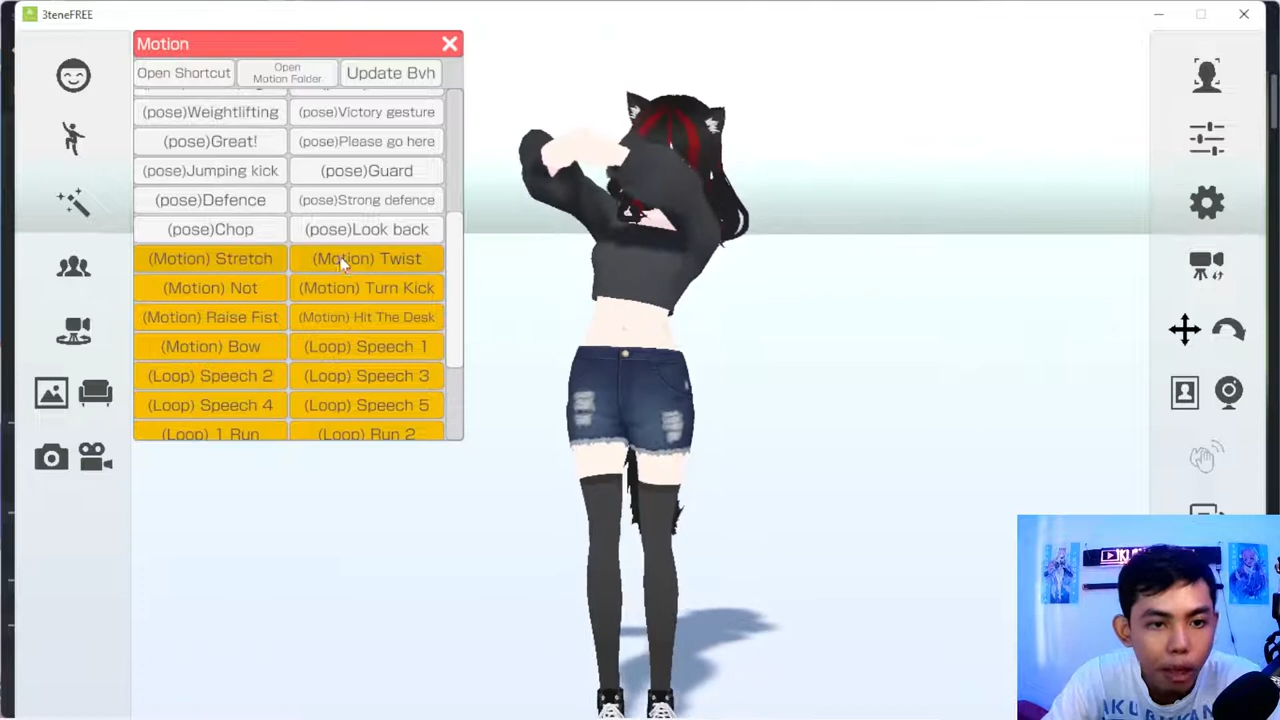 3teneFREE
Motion
Open Shortcut
Open
Motion Folder
Update Bvh
(pose)Weightlifting
(pose)Victory gesture
(pose)Great!
(pose)Please go here
(pose)Jumping kick
(pose)Guard
(pose)Defence
(pose)Strong defence
(pose)Chop
(pose)Look back
(Motion) Stretch
(Motion) Twist
(Motion) Not
(Motion) Turn Kick
(Motion) Raise Fist
(Motion) Hit The Desk
(Motion) Bow
(Loop) Speech 1
(Loop) Speech 2
(Loop) Speech 3
(Loop) Speech 4
(Loop) Speech 5
(Loop) 1 Run
(Loop) Run 2